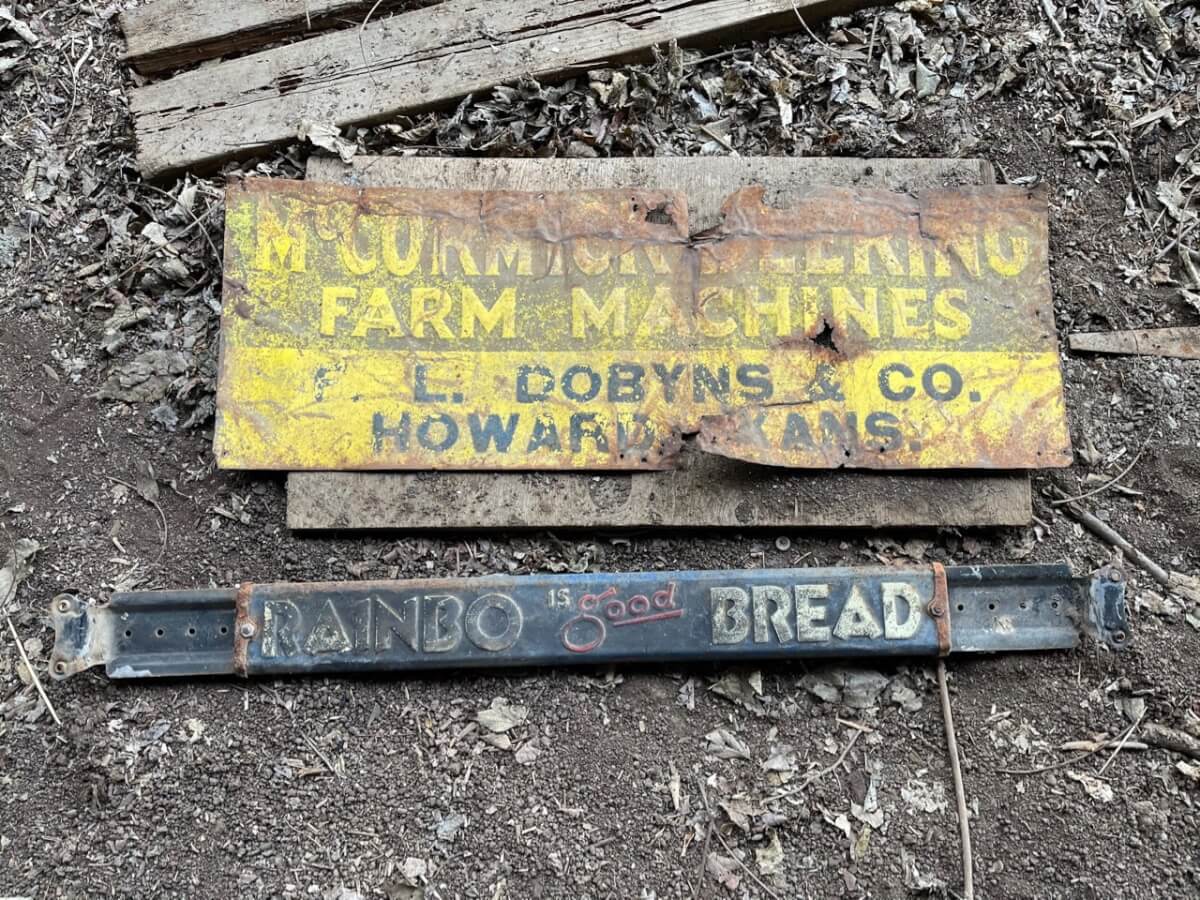 McCORMICK-DEERING
FARM MACHINES
F. L. DOBYNS & CO.
HOWARD, KANS.
RAINBO IS good BREAD